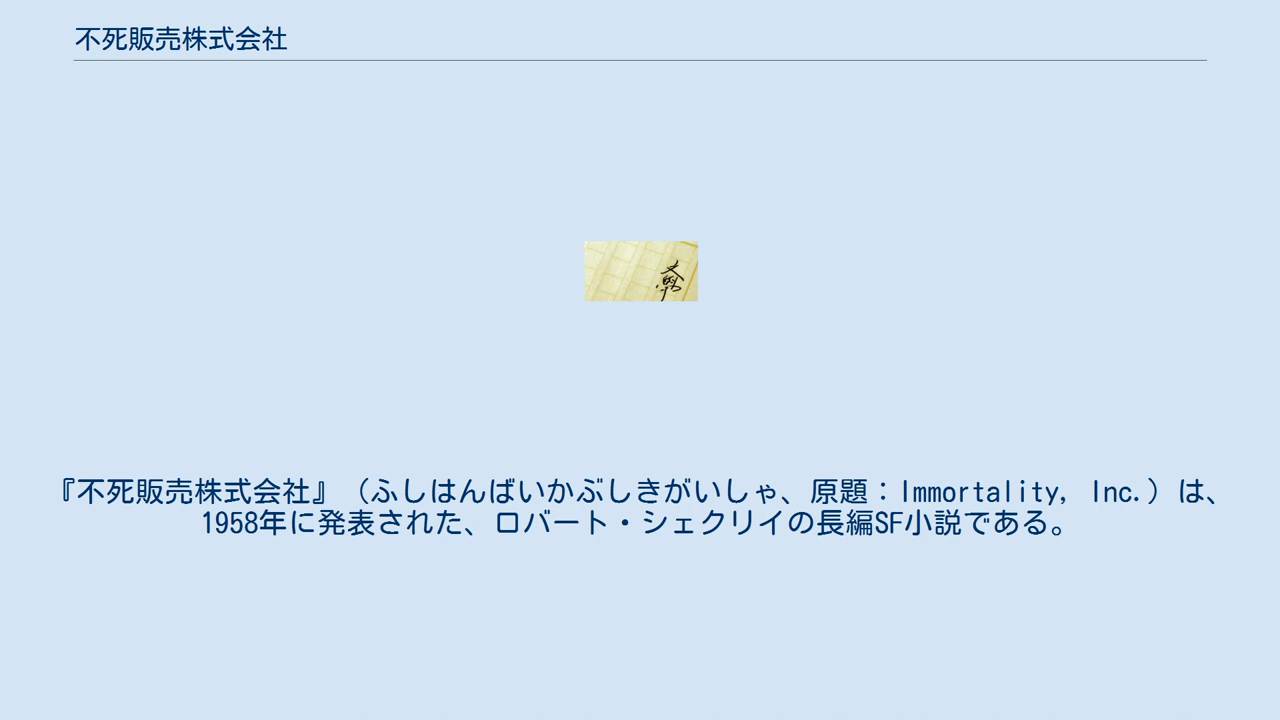 不死販売株式会社
『不死販売株式会社』（ふしはんばいかぶしきがいしゃ、原題：Immortality, Inc.）は、
1958年に発表された、ロバート・シェクリイの長編SF小説である。